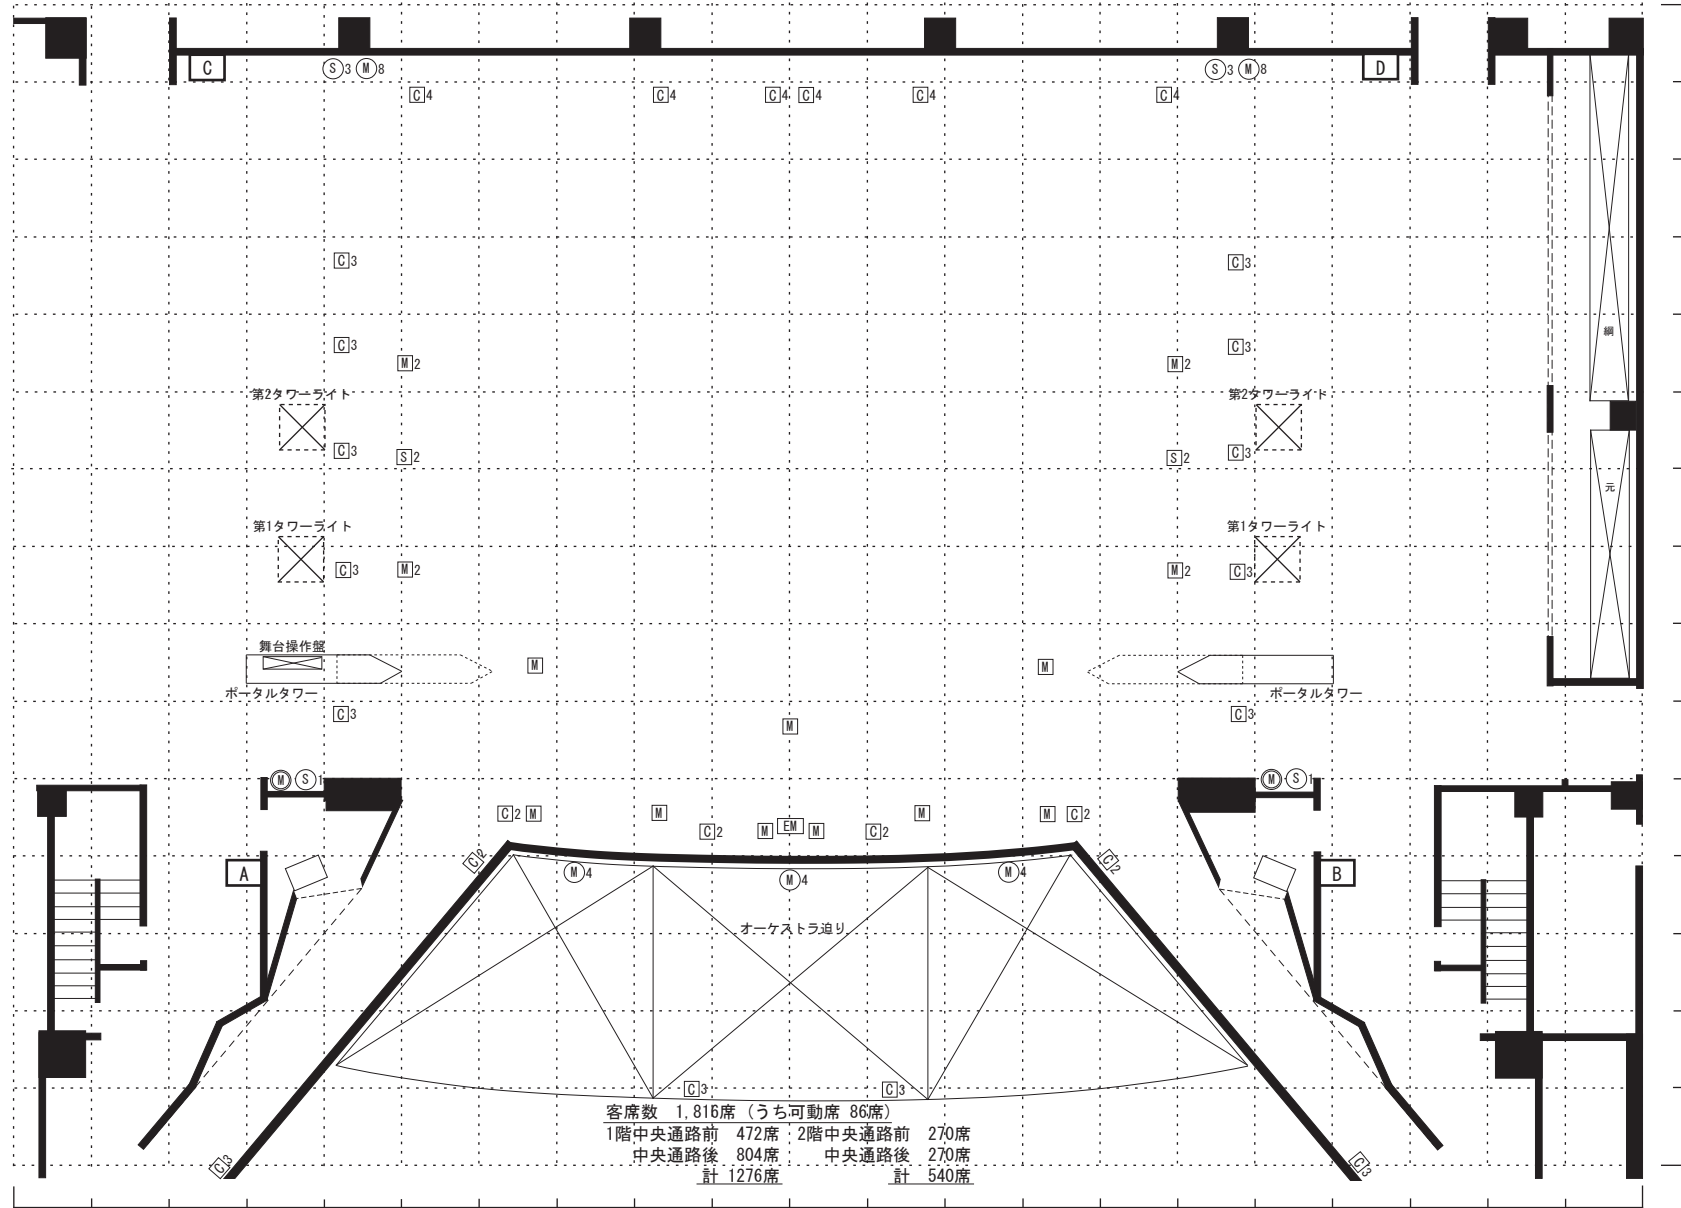 C S3 M8 S3 M8 D
C4 C4 C4 C4 C4 C4
C3 C3
綱
C3 C3
M2 M2
第2タワーライト 第2タワーライト
C3 C3
S2 S2
元
第1タワーライト 第1タワーライト
C3 M2 M2 C3
舞台操作盤
M M
ポータルタワー ポータルタワー
C3 C3
M
M S1 M S1
C2 M M M M C2
C2 M EM M C2
C2 C2
A M4 M4 M4 B
オーケストラ迫り
C3 C3
客席数 1,816席 (うち可動席 86席)
1階中央通路前 472席 2階中央通路前 270席
中央通路後 804席 中央通路後 270席
C3 C3
計 1276席 計 540席